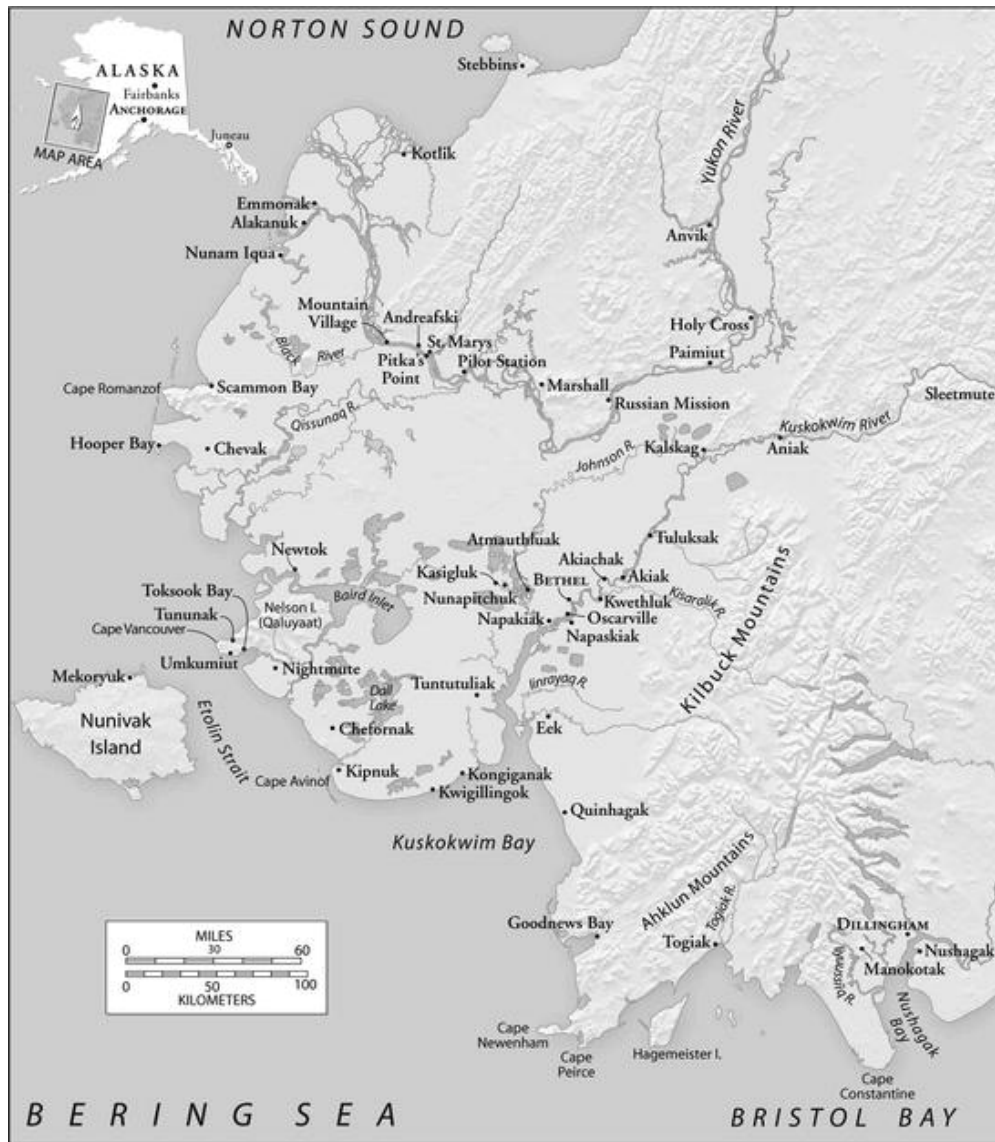 NORTON SOUND
Stebbins
ALASKA
Fairbanks
ANCHORAGE
Juneau
MAP AREA
Yukon River
Kotlik
Emmonak
Alakanuk
Anvik
Nunam Iqua
Mountain
Village
Andreafski
Holy Cross
St. Marys
Black
River
Pitka's
Point
Pilot Station
Paimiut
Cape Romanzof
Scammon Bay
Marshall
Russian Mission
Sleetmute
Qissunaq R.
Kuskokwim River
Hooper Bay
Chevak
Johnson R.
Kalskag
Aniak
Atmauthluak
Tuluksak
Newtok
Akiachak
Kasigluk
BETHEL
Akiak
Toksook Bay
Baird Inlet
Nunapitchuk
Kwethluk
Kisaralik R.
Nelson I.
(Qaluyaat)
Tununak
Oscarville
Cape Vancouver
Napakiak
Napaskiak
Kilbuck Mountains
Umkumiut
Nightmute
Mekoryuk
Tuntutuliak
Iinrayaq R.
Dall
Lake
Nunivak
Island
Etolin Strait
Chefornak
Eek
Cape Avinof
Kipnuk
Kongiganak
Kwigillingok
Quinhagak
Kuskokwim Bay
Ahklun Mountains
Togiak R.
Goodnews Bay
Togiak
DILLINGHAM
Nushagak
Manokotak
MILES
0 30 60
0 50 100
KILOMETERS
Nushagak
Bay
Cape
Newenham
Cape
Peirce
Hagemeister I.
Cape
Constantine
BERING SEA
BRISTOL BAY